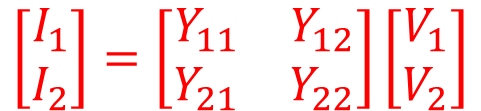 [I₁] = [Y₁₁ Y₁₂] [V₁]
[I₂]   [Y₂₁ Y₂₂] [V₂]